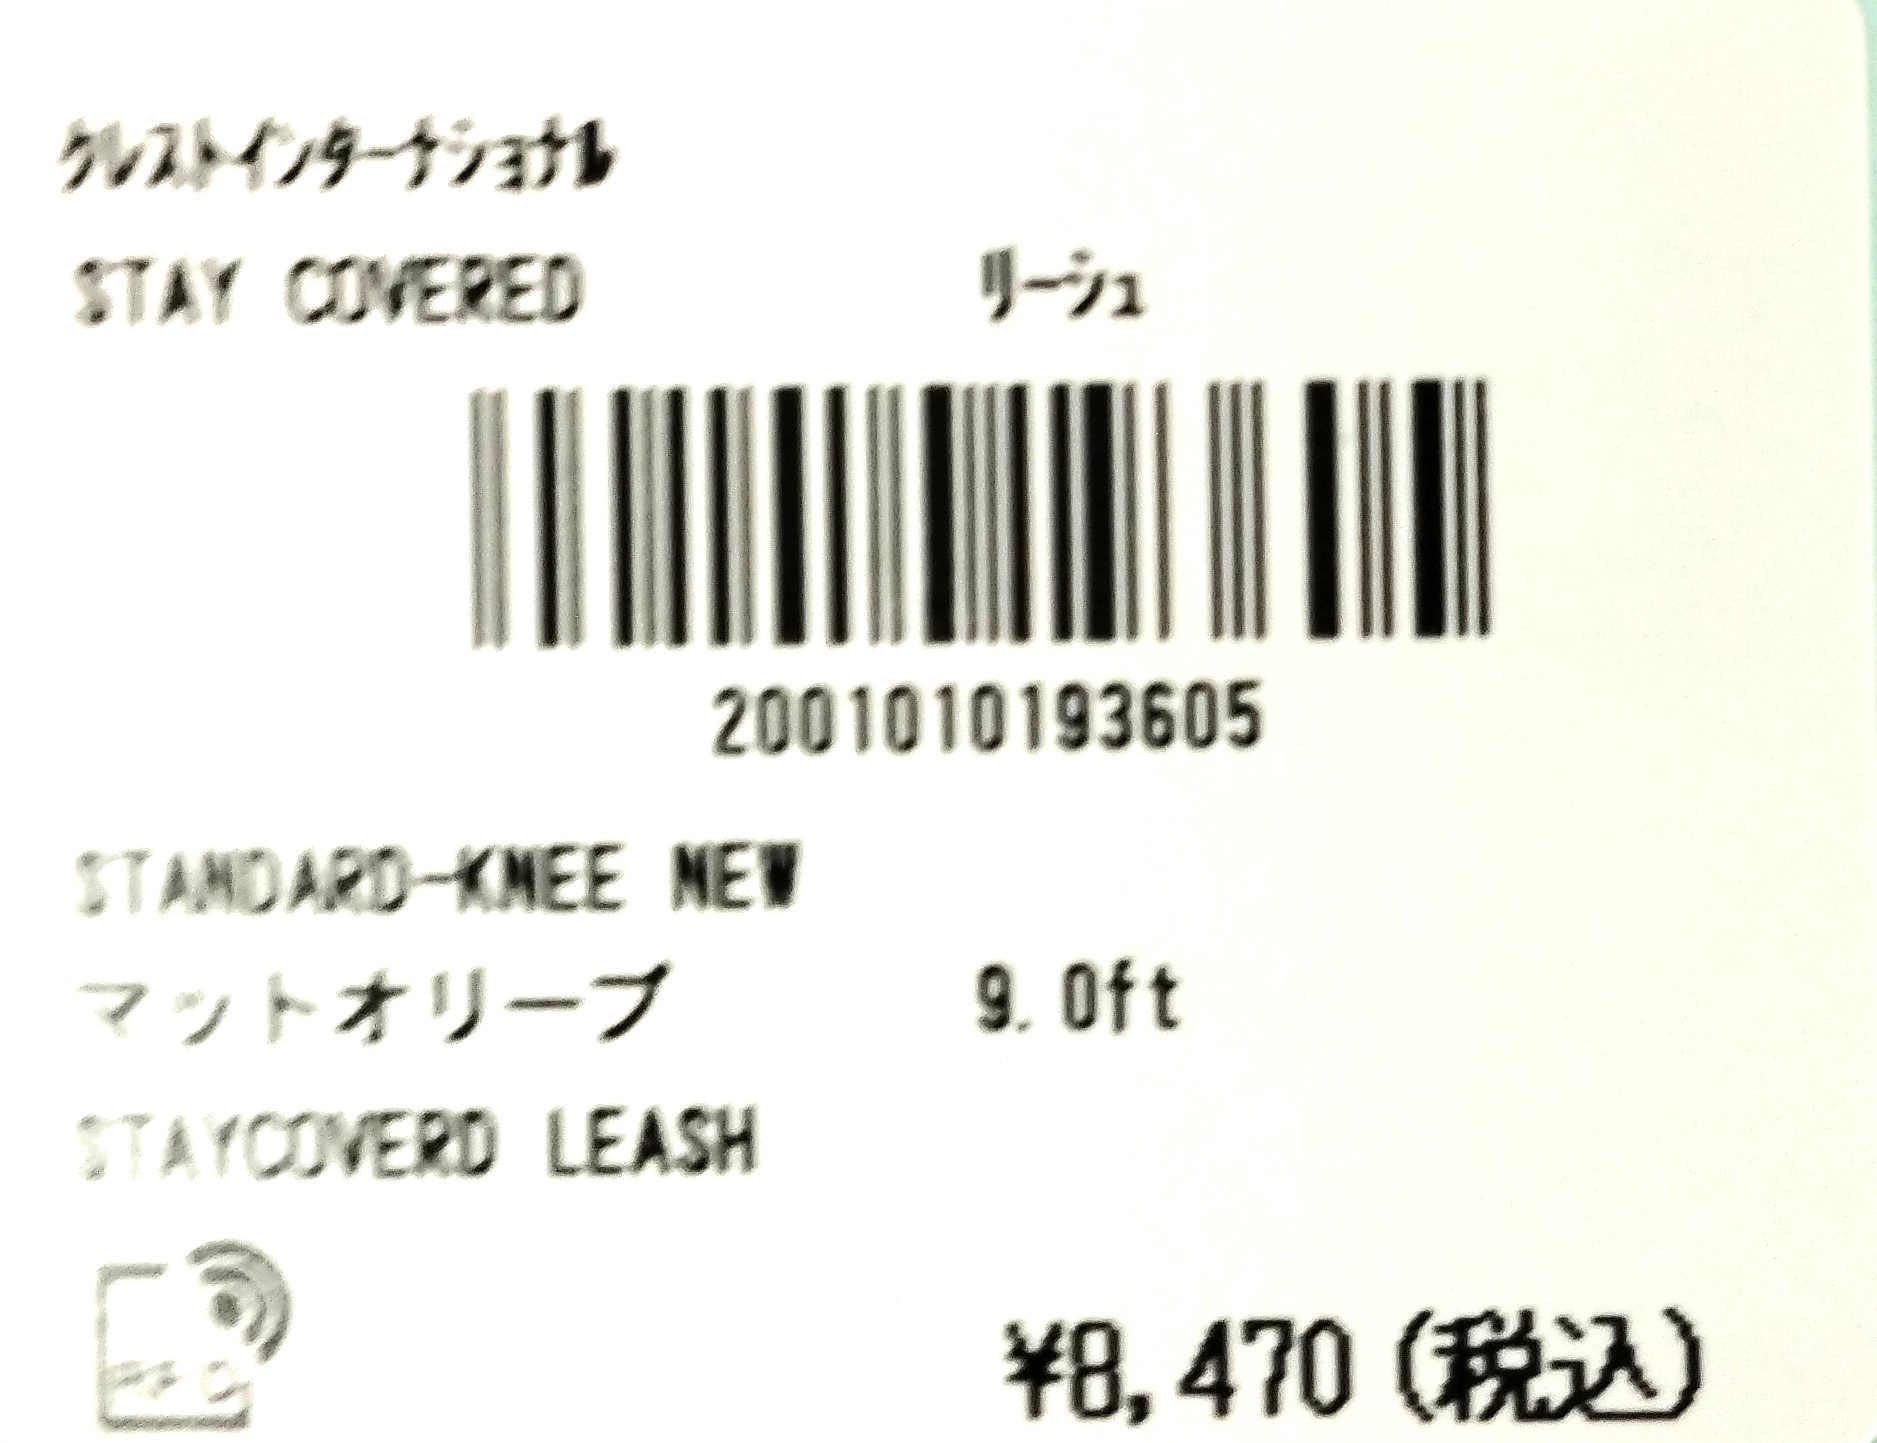 クレストインターナショナル
STAY COVERED リーシュ
2001010193605
STANDARD-KNEE NEW
マットオリーブ 9.0ft
STAYCOVERD LEASH
¥8,470(税込)